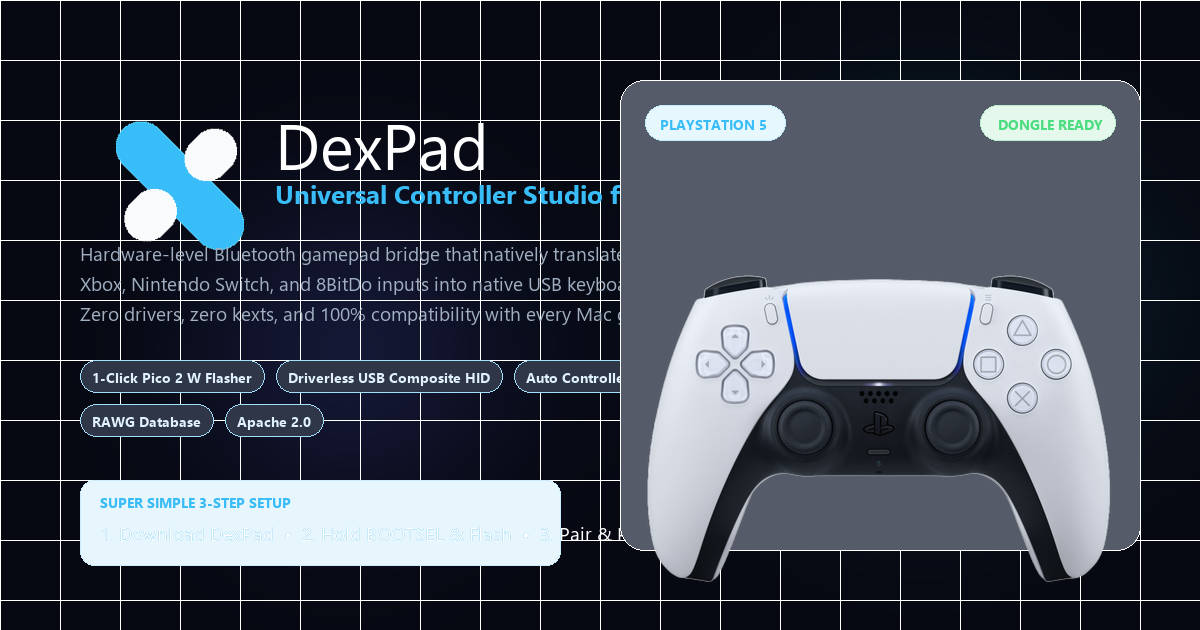 DexPad
Universal Controller Studio f
Hardware-level Bluetooth gamepad bridge that natively translate
Xbox, Nintendo Switch, and 8BitDo inputs into native USB keyboa
Zero drivers, zero kexts, and 100% compatibility with every Mac g
1-Click Pico 2 W Flasher
Driverless USB Composite HID
Auto Controlle
RAWG Database
Apache 2.0
SUPER SIMPLE 3-STEP SETUP
1. Download DexPad • 2. Hold BOOTSEL & Flash • 3. Pair &
PLAYSTATION 5
DONGLE READY